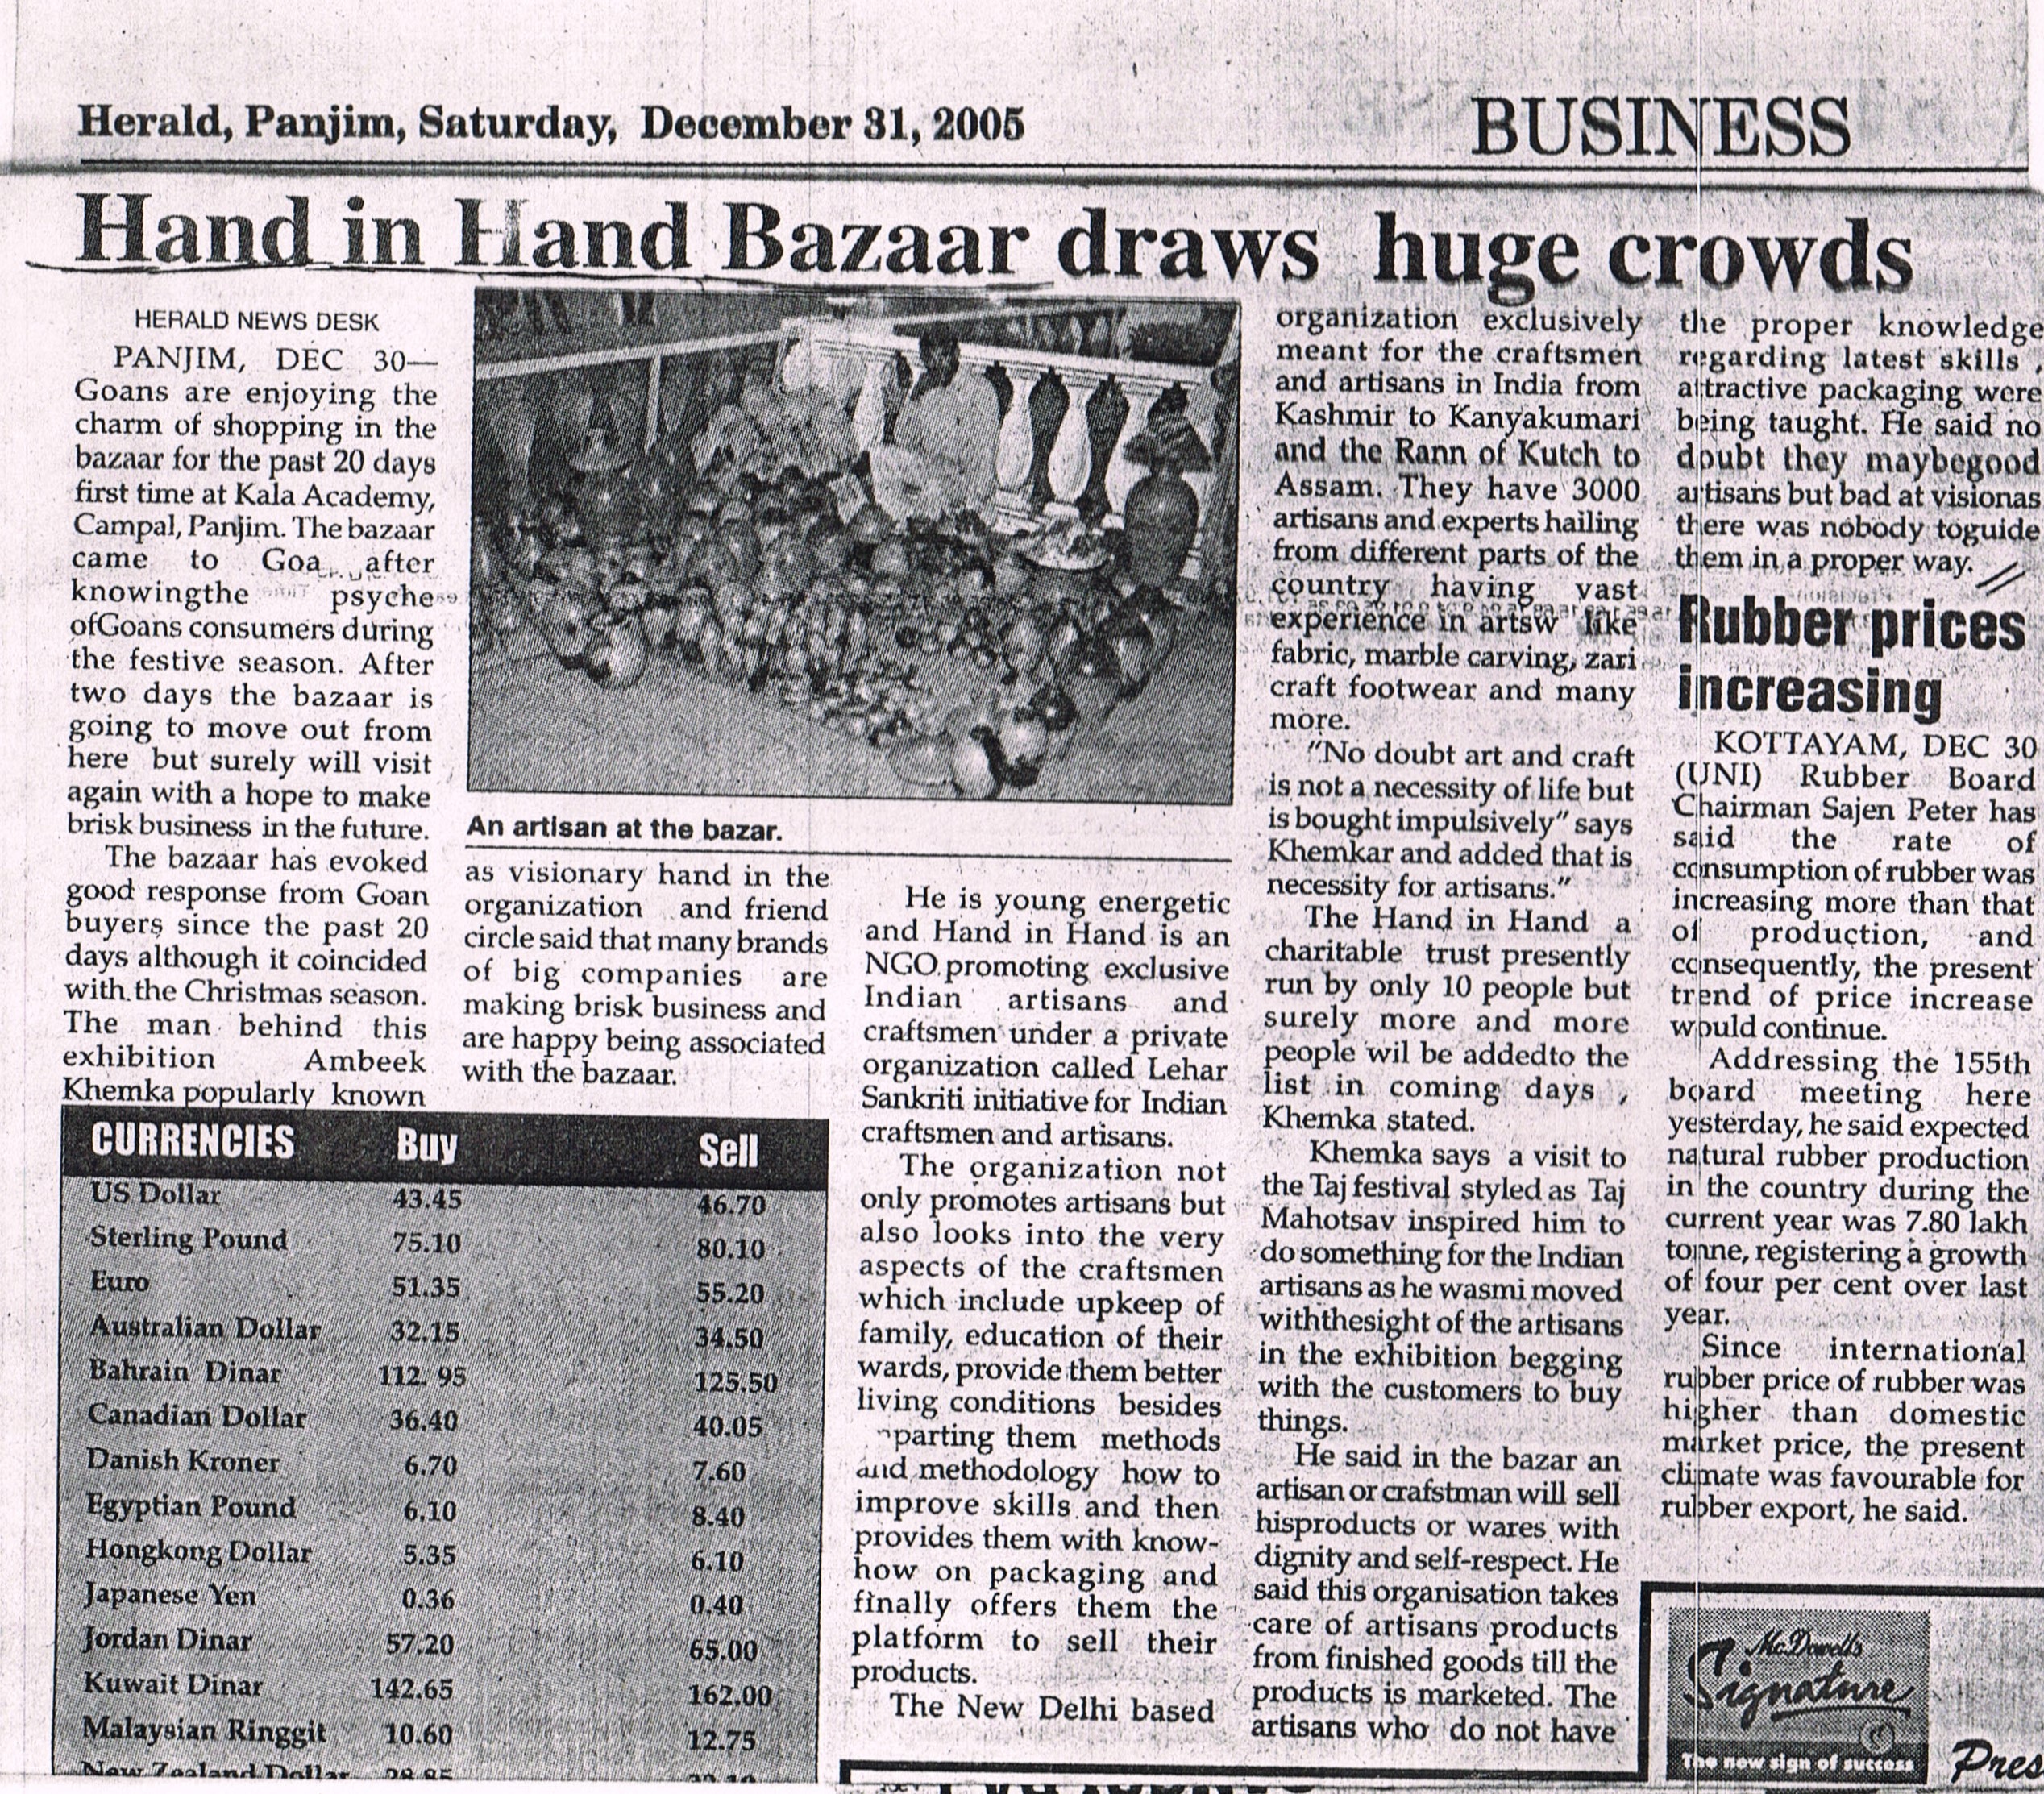 Herald, Panjim, Saturday, December 31, 2005
BUSINESS
Hand in Hand Bazaar draws huge crowds
HERALD NEWS DESK
PANJIM, DEC 30—
Goans are enjoying the
charm of shopping in the
bazaar for the past 20 days
first time at Kala Academy,
Campal, Panjim. The bazaar
came to Goa after
knowingthe psyche
ofGoans consumers during
the festive season. After
two days the bazaar is
going to move out from
here but surely will visit
again with a hope to make
brisk business in the future.
The bazaar has evoked
good response from Goan
buyers since the past 20
days although it coincided
with the Christmas season.
The man behind this
exhibition Ambeek
Khemka popularly known
An artisan at the bazar.
as visionary hand in the
organization and friend
circle said that many brands
of big companies are
making brisk business and
are happy being associated
with the bazaar.
He is young energetic
and Hand in Hand is an
NGO promoting exclusive
Indian artisans and
craftsmen under a private
organization called Lehar
Sankriti initiative for Indian
craftsmen and artisans.
The organization not
only promotes artisans but
also looks into the very
aspects of the craftsmen
which include upkeep of
family, education of their
wards, provide them better
living conditions besides
parting them methods
and methodology how to
improve skills and then
provides them with know-
how on packaging and
finally offers them the
platform to sell their
products.
The New Delhi based
organization exclusively
meant for the craftsmen
and artisans in India from
Kashmir to Kanyakumari
and the Rann of Kutch to
Assam. They have 3000
artisans and experts hailing
from different parts of the
country having vast
experience in artsw like
fabric, marble carving, zari
craft footwear and many
more.
"No doubt art and craft
is not a necessity of life but
is bought impulsively" says
Khemkar and added that is
necessity for artisans."
The Hand in Hand a
charitable trust presently
run by only 10 people but
surely more and more
people wil be addedto the
list in coming days ,
Khemka stated.
Khemka says a visit to
the Taj festival styled as Taj
Mahotsav inspired him to
do something for the Indian
artisans as he wasmi moved
withthesight of the artisans
in the exhibition begging
with the customers to buy
things.
He said in the bazar an
artisan or crafstman will sell
hisproducts or wares with
dignity and self-respect. He
said this organisation takes
care of artisans products
from finished goods till the
products is marketed. The
artisans who do not have
the proper knowledge
regarding latest skills ,
attractive packaging were
being taught. He said no
doubt they maybegood
artisans but bad at visionas
there was nobody toguide
them in a proper way.
Rubber prices
increasing
KOTTAYAM, DEC 30
(UNI) Rubber Board
Chairman Sajen Peter has
said the rate of
consumption of rubber was
increasing more than that
of production, and
consequently, the present
trend of price increase
would continue.
Addressing the 155th
board meeting here
yesterday, he said expected
natural rubber production
in the country during the
current year was 7.80 lakh
tonne, registering a growth
of four per cent over last
year.
Since international
rubber price of rubber was
higher than domestic
market price, the present
climate was favourable for
rubber export, he said.
CURRENCIES Buy Sell
US Dollar 43.45 46.70
Sterling Pound 75.10 80.10
Euro 51.35 55.20
Australian Dollar 32.15 34.50
Bahrain Dinar 112. 95 125.50
Canadian Dollar 36.40 40.05
Danish Kroner 6.70 7.60
Egyptian Pound 6.10 8.40
Hongkong Dollar 5.35 6.10
Japanese Yen 0.36 0.40
Jordan Dinar 57.20 65.00
Kuwait Dinar 142.65 162.00
Malaysian Ringgit 10.60 12.75
New Zealand Dollar
McDowell's
Signature
The new sign of success
Pres